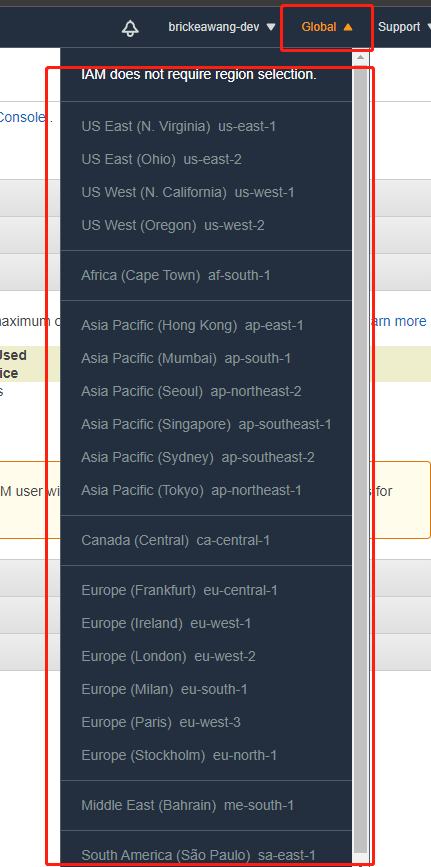 brickeawang-dev Global Support
IAM does not require region selection.
Console.
US East (N. Virginia) us-east-1
US East (Ohio) us-east-2
US West (N. California) us-west-1
US West (Oregon) us-west-2
Africa (Cape Town) af-south-1
Asia Pacific (Hong Kong) ap-east-1
arn more
Asia Pacific (Mumbai) ap-south-1
Asia Pacific (Seoul) ap-northeast-2
Asia Pacific (Singapore) ap-southeast-1
Asia Pacific (Sydney) ap-southeast-2
Asia Pacific (Tokyo) ap-northeast-1
for
Canada (Central) ca-central-1
Europe (Frankfurt) eu-central-1
Europe (Ireland) eu-west-1
Europe (London) eu-west-2
Europe (Milan) eu-south-1
Europe (Paris) eu-west-3
Europe (Stockholm) eu-north-1
Middle East (Bahrain) me-south-1
South America (São Paulo) sa-east-1